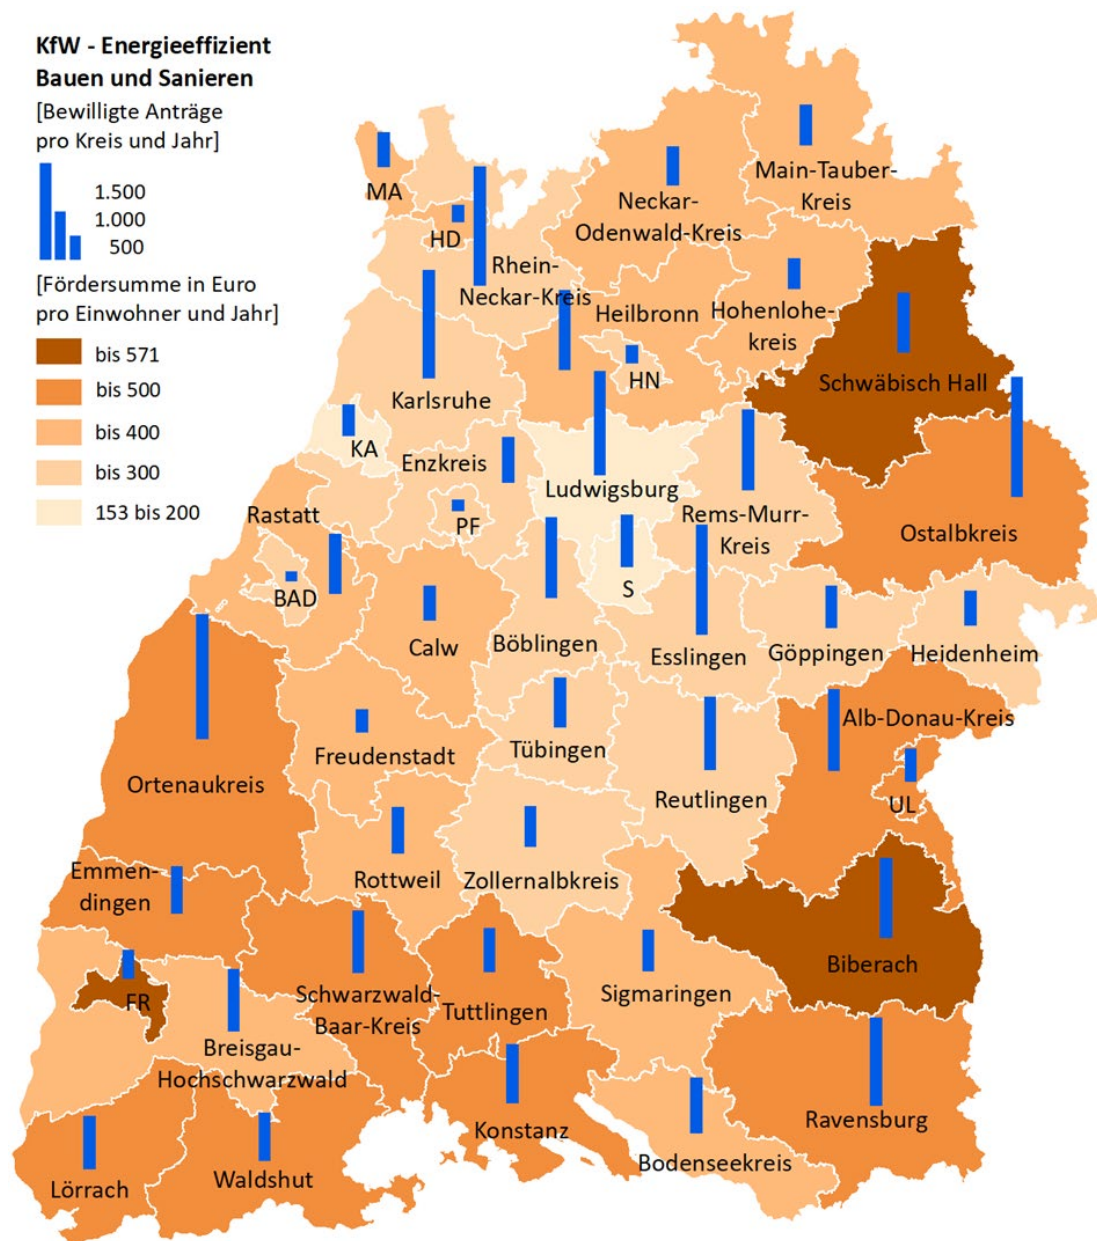 KfW - Energieeffizient
Bauen und Sanieren
[Bewilligte Anträge
pro Kreis und Jahr]
1.500
1.000
500
[Fördersumme in Euro
pro Einwohner und Jahr]
bis 571
bis 500
bis 400
bis 300
153 bis 200
MA
HD
Rhein-
Neckar-Kreis
Neckar-
Odenwald-Kreis
Main-Tauber-
Kreis
Heilbronn
HN
Hohenlohe-
kreis
Schwäbisch Hall
Karlsruhe
KA
Enzkreis
PF
Ludwigsburg
Rems-Murr-
Kreis
Ostalbkreis
Rastatt
BAD
Calw
Böblingen
S
Esslingen
Göppingen
Heidenheim
Ortenaukreis
Freudenstadt
Tübingen
Reutlingen
Alb-Donau-Kreis
UL
Emmen-
dingen
Rottweil
Zollernalbkreis
FR
Breisgau-
Hochschwarzwald
Schwarzwald-
Baar-Kreis
Tuttlingen
Sigmaringen
Biberach
Lörrach
Waldshut
Konstanz
Bodenseekreis
Ravensburg